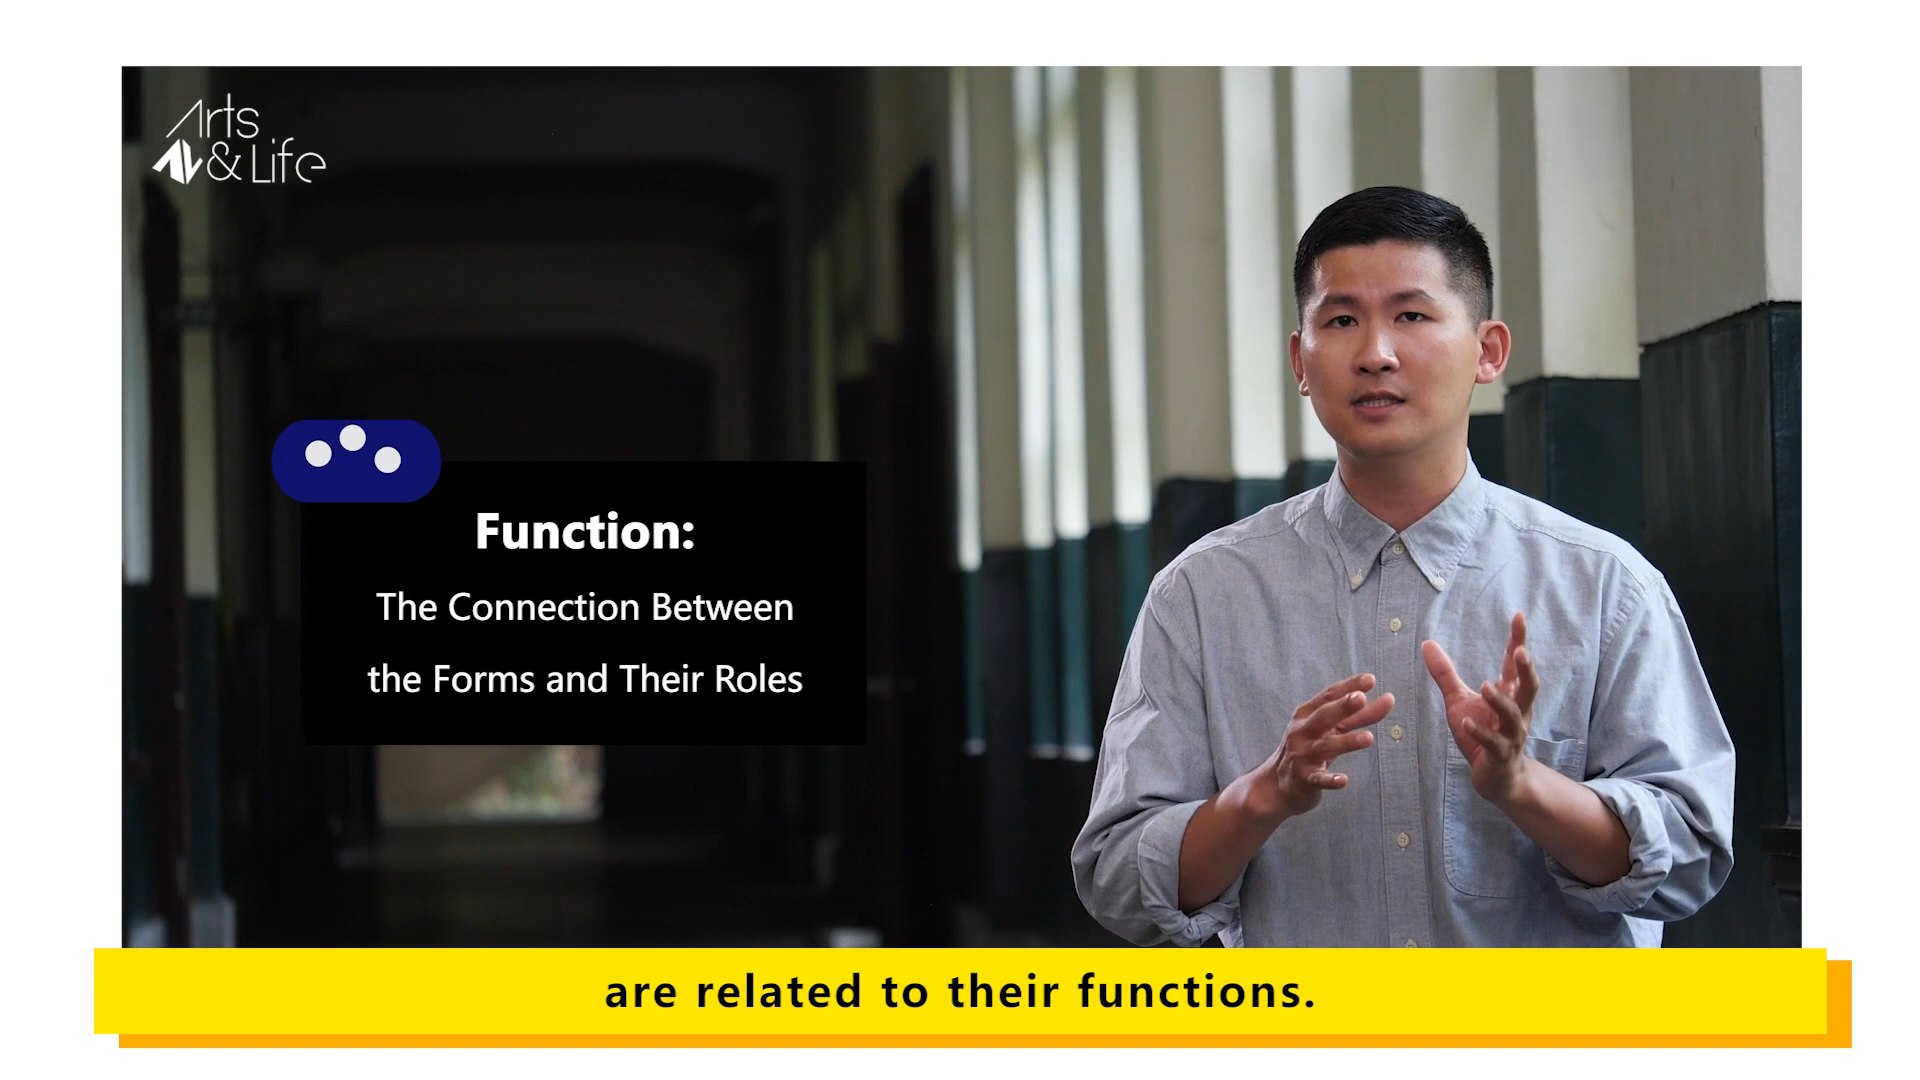 Arts
& Life
Function:
The Connection Between
the Forms and Their Roles
are related to their functions.